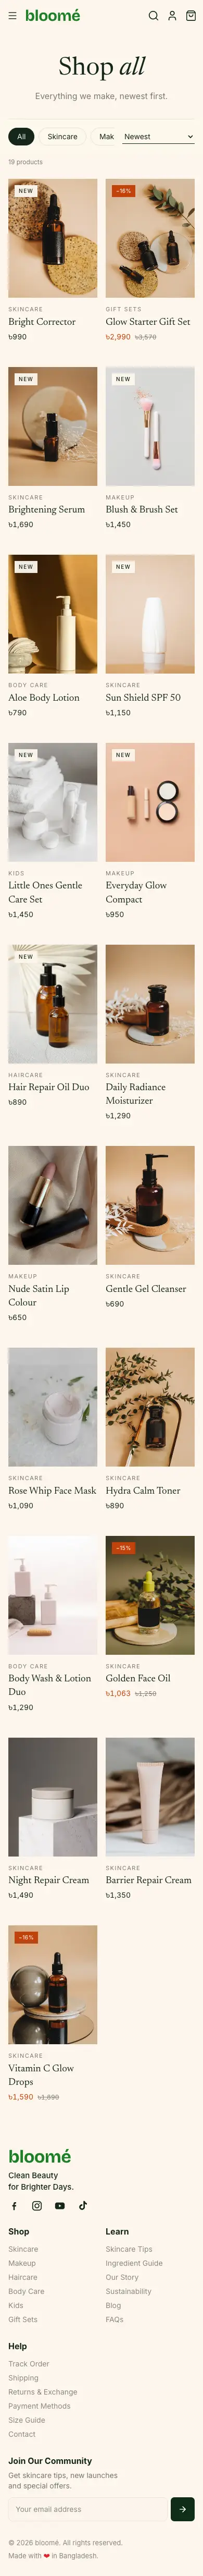 bloomé
Shop all
Everything we make, newest first.
All
Skincare
Mak
Newest
19 products
NEW
SKINCARE
Bright Corrector
৳990
−16%
GIFT SETS
Glow Starter Gift Set
৳2,990 ৳3,570
NEW
SKINCARE
Brightening Serum
৳1,690
NEW
MAKEUP
Blush & Brush Set
৳1,450
NEW
BODY CARE
Aloe Body Lotion
৳790
NEW
SKINCARE
Sun Shield SPF 50
৳1,150
NEW
KIDS
Little Ones Gentle
Care Set
৳1,450
NEW
MAKEUP
Everyday Glow
Compact
৳950
NEW
HAIRCARE
Hair Repair Oil Duo
৳890
SKINCARE
Daily Radiance
Moisturizer
৳1,290
MAKEUP
Nude Satin Lip
Colour
৳650
SKINCARE
Gentle Gel Cleanser
৳690
SKINCARE
Rose Whip Face Mask
৳1,090
SKINCARE
Hydra Calm Toner
৳890
BODY CARE
Body Wash & Lotion
Duo
৳1,290
−15%
SKINCARE
Golden Face Oil
৳1,063 ৳1,250
SKINCARE
Night Repair Cream
৳1,490
SKINCARE
Barrier Repair Cream
৳1,350
−16%
SKINCARE
Vitamin C Glow
Drops
৳1,590 ৳1,890
bloomé
Clean Beauty
for Brighter Days.
Shop
Skincare
Makeup
Haircare
Body Care
Kids
Gift Sets
Learn
Skincare Tips
Ingredient Guide
Our Story
Sustainability
Blog
FAQs
Help
Track Order
Shipping
Returns & Exchange
Payment Methods
Size Guide
Contact
Join Our Community
Get skincare tips, new launches
and special offers.
Your email address
© 2026 bloomé. All rights reserved.
Made with ❤ in Bangladesh.